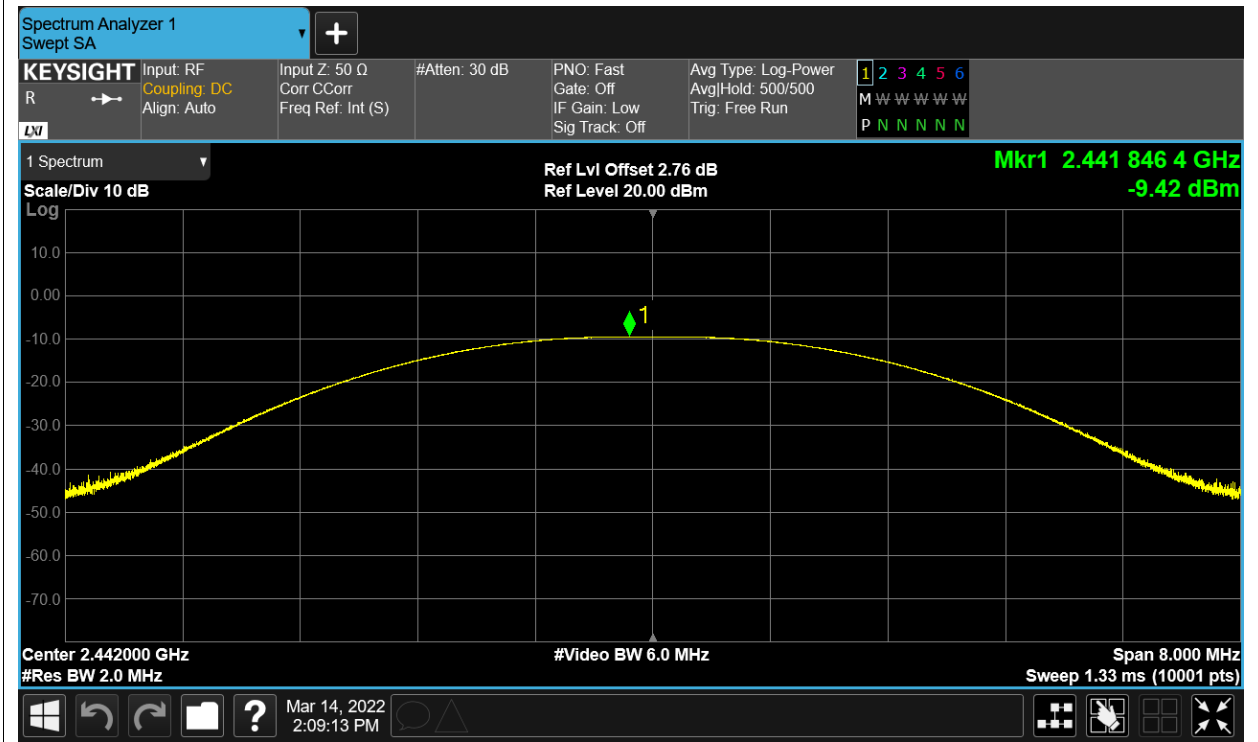 Spectrum Analyzer 1
Swept SA
KEYSIGHT
R
LXI
Input: RF
Coupling: DC
Align: Auto
Input Z: 50 Ω
Corr CCorr
Freq Ref: Int (S)
#Atten: 30 dB
PNO: Fast
Gate: Off
IF Gain: Low
Sig Track: Off
Avg Type: Log-Power
Avg|Hold: 500/500
Trig: Free Run
1 2 3 4 5 6
M W W W W W
P N N N N N
1 Spectrum
Scale/Div 10 dB
Ref Lvl Offset 2.76 dB
Ref Level 20.00 dBm
Mkr1 2.441 846 4 GHz
-9.42 dBm
Log
10.0
0.00
-10.0
-20.0
-30.0
-40.0
-50.0
-60.0
-70.0
1
Center 2.442000 GHz
#Res BW 2.0 MHz
#Video BW 6.0 MHz
Span 8.000 MHz
Sweep 1.33 ms (10001 pts)
?
Mar 14, 2022
2:09:13 PM